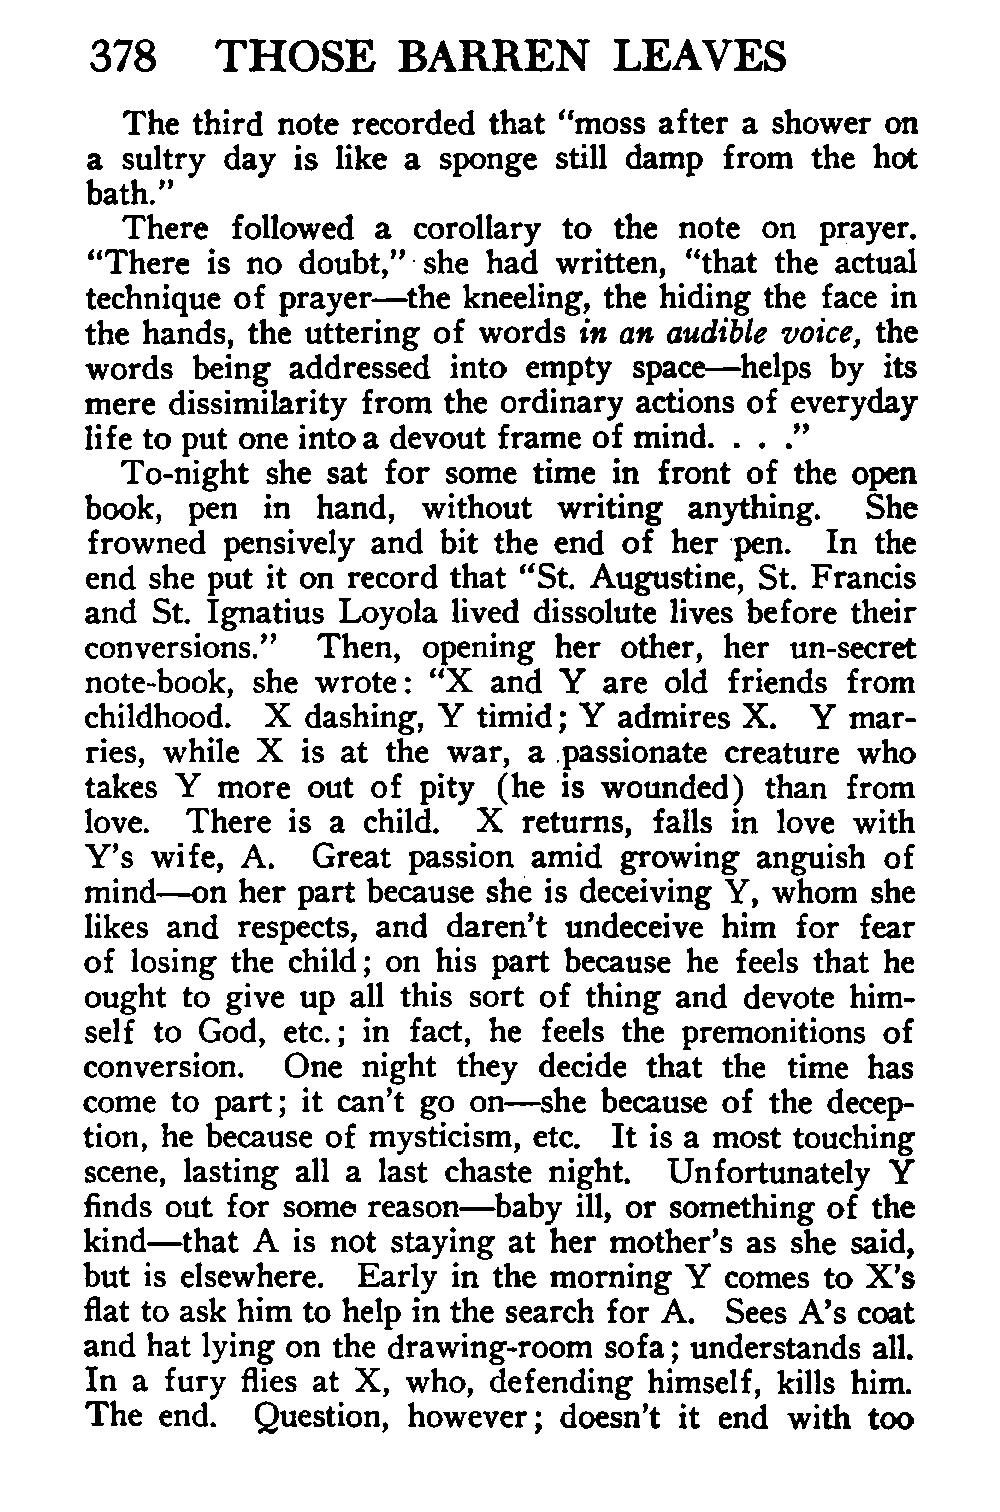 378 THOSE BARREN LEAVES
The third note recorded that “moss after a shower on
a sultry day is like a sponge still damp from the hot
bath.”
There followed a corollary to the note on prayer.
“There is no doubt,” she had written, “that the actual
technique of prayer—the kneeling, the hiding the face in
the hands, the uttering of words in an audible voice, the
words being addressed into empty space—helps by its
mere dissimilarity from the ordinary actions of everyday
life to put one into a devout frame of mind. . . .”
To-night she sat for some time in front of the open
book, pen in hand, without writing anything. She
frowned pensively and bit the end of her pen. In the
end she put it on record that “St. Augustine, St. Francis
and St. Ignatius Loyola lived dissolute lives before their
conversions.” Then, opening her other, her un-secret
note-book, she wrote: “X and Y are old friends from
childhood. X dashing, Y timid; Y admires X. Y mar-
ries, while X is at the war, a passionate creature who
takes Y more out of pity (he is wounded) than from
love. There is a child. X returns, falls in love with
Y’s wife, A. Great passion amid growing anguish of
mind—on her part because she is deceiving Y, whom she
likes and respects, and daren’t undeceive him for fear
of losing the child; on his part because he feels that he
ought to give up all this sort of thing and devote him-
self to God, etc.; in fact, he feels the premonitions of
conversion. One night they decide that the time has
come to part; it can’t go on—she because of the decep-
tion, he because of mysticism, etc. It is a most touching
scene, lasting all a last chaste night. Unfortunately Y
finds out for some reason—baby ill, or something of the
kind—that A is not staying at her mother’s as she said,
but is elsewhere. Early in the morning Y comes to X’s
flat to ask him to help in the search for A. Sees A’s coat
and hat lying on the drawing-room sofa; understands all.
In a fury flies at X, who, defending himself, kills him.
The end. Question, however; doesn’t it end with too